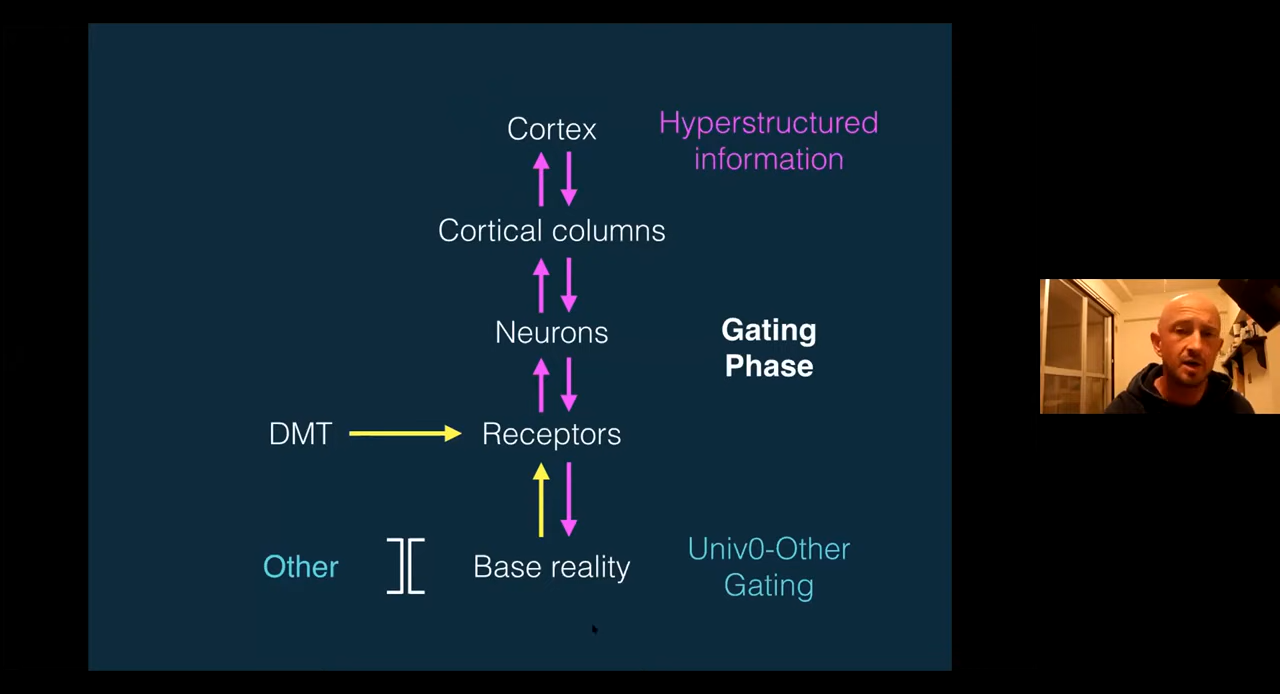 Cortex
Hyperstructured
information
Cortical columns
Neurons
Gating
Phase
DMT
Receptors
Other
Base reality
Univ0-Other
Gating